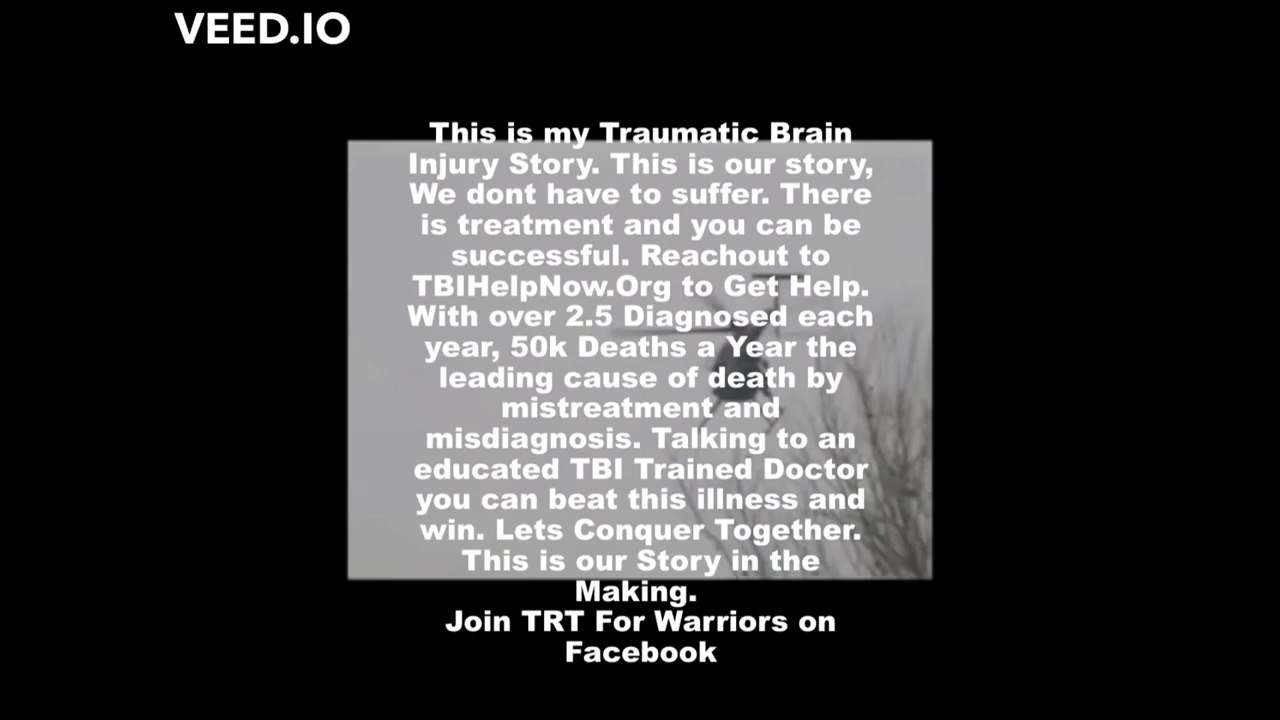 VEED.IO
This is my Traumatic Brain
Injury Story. This is our story,
We dont have to suffer. There
is treatment and you can be
successful. Reachout to
TBIHelpNow.Org to Get Help.
With over 2.5 Diagnosed each
year, 50k Deaths a Year the
leading cause of death by
mistreatment and
misdiagnosis. Talking to an
educated TBI Trained Doctor
you can beat this illness and
win. Lets Conquer Together.
This is our Story in the
Making.
Join TRT For Warriors on
Facebook